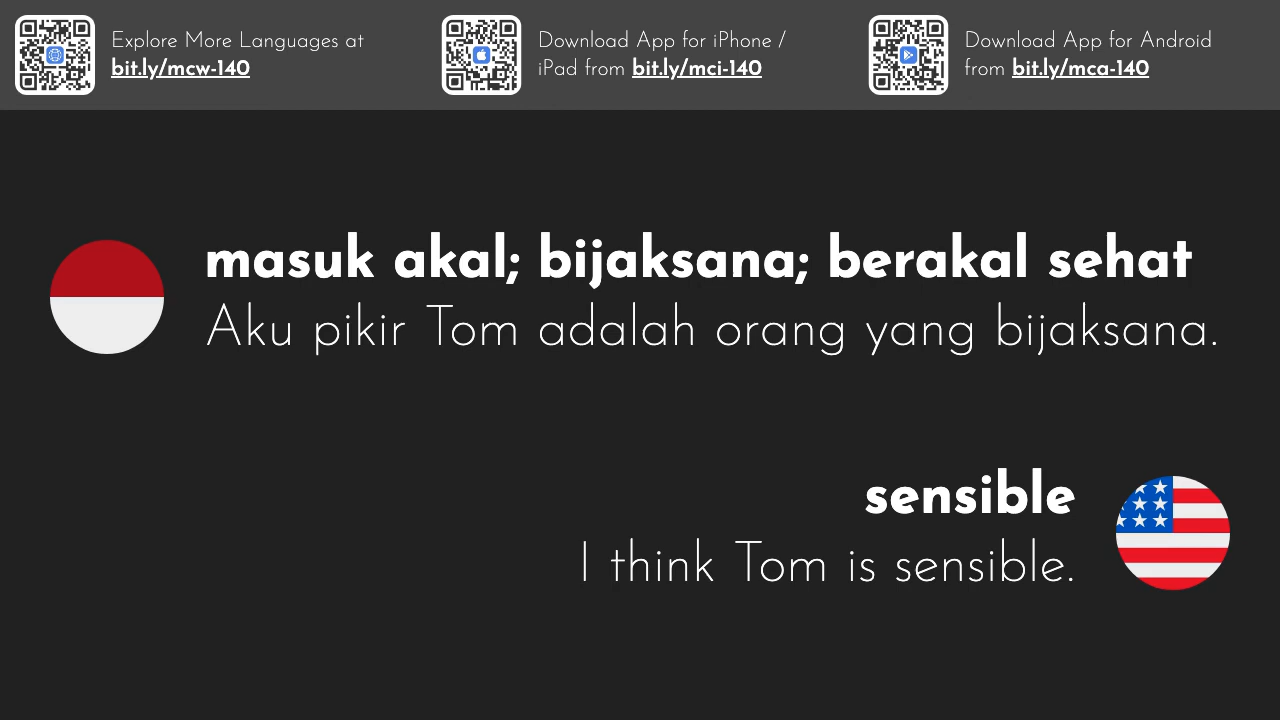 Explore More Languages at
bit.ly/mcw-140
Download App for iPhone /
iPad from bit.ly/mci-140
Download App for Android
from bit.ly/mca-140
masuk akal; bijaksana; berakal sehat
Aku pikir Tom adalah orang yang bijaksana.
sensible
I think Tom is sensible.